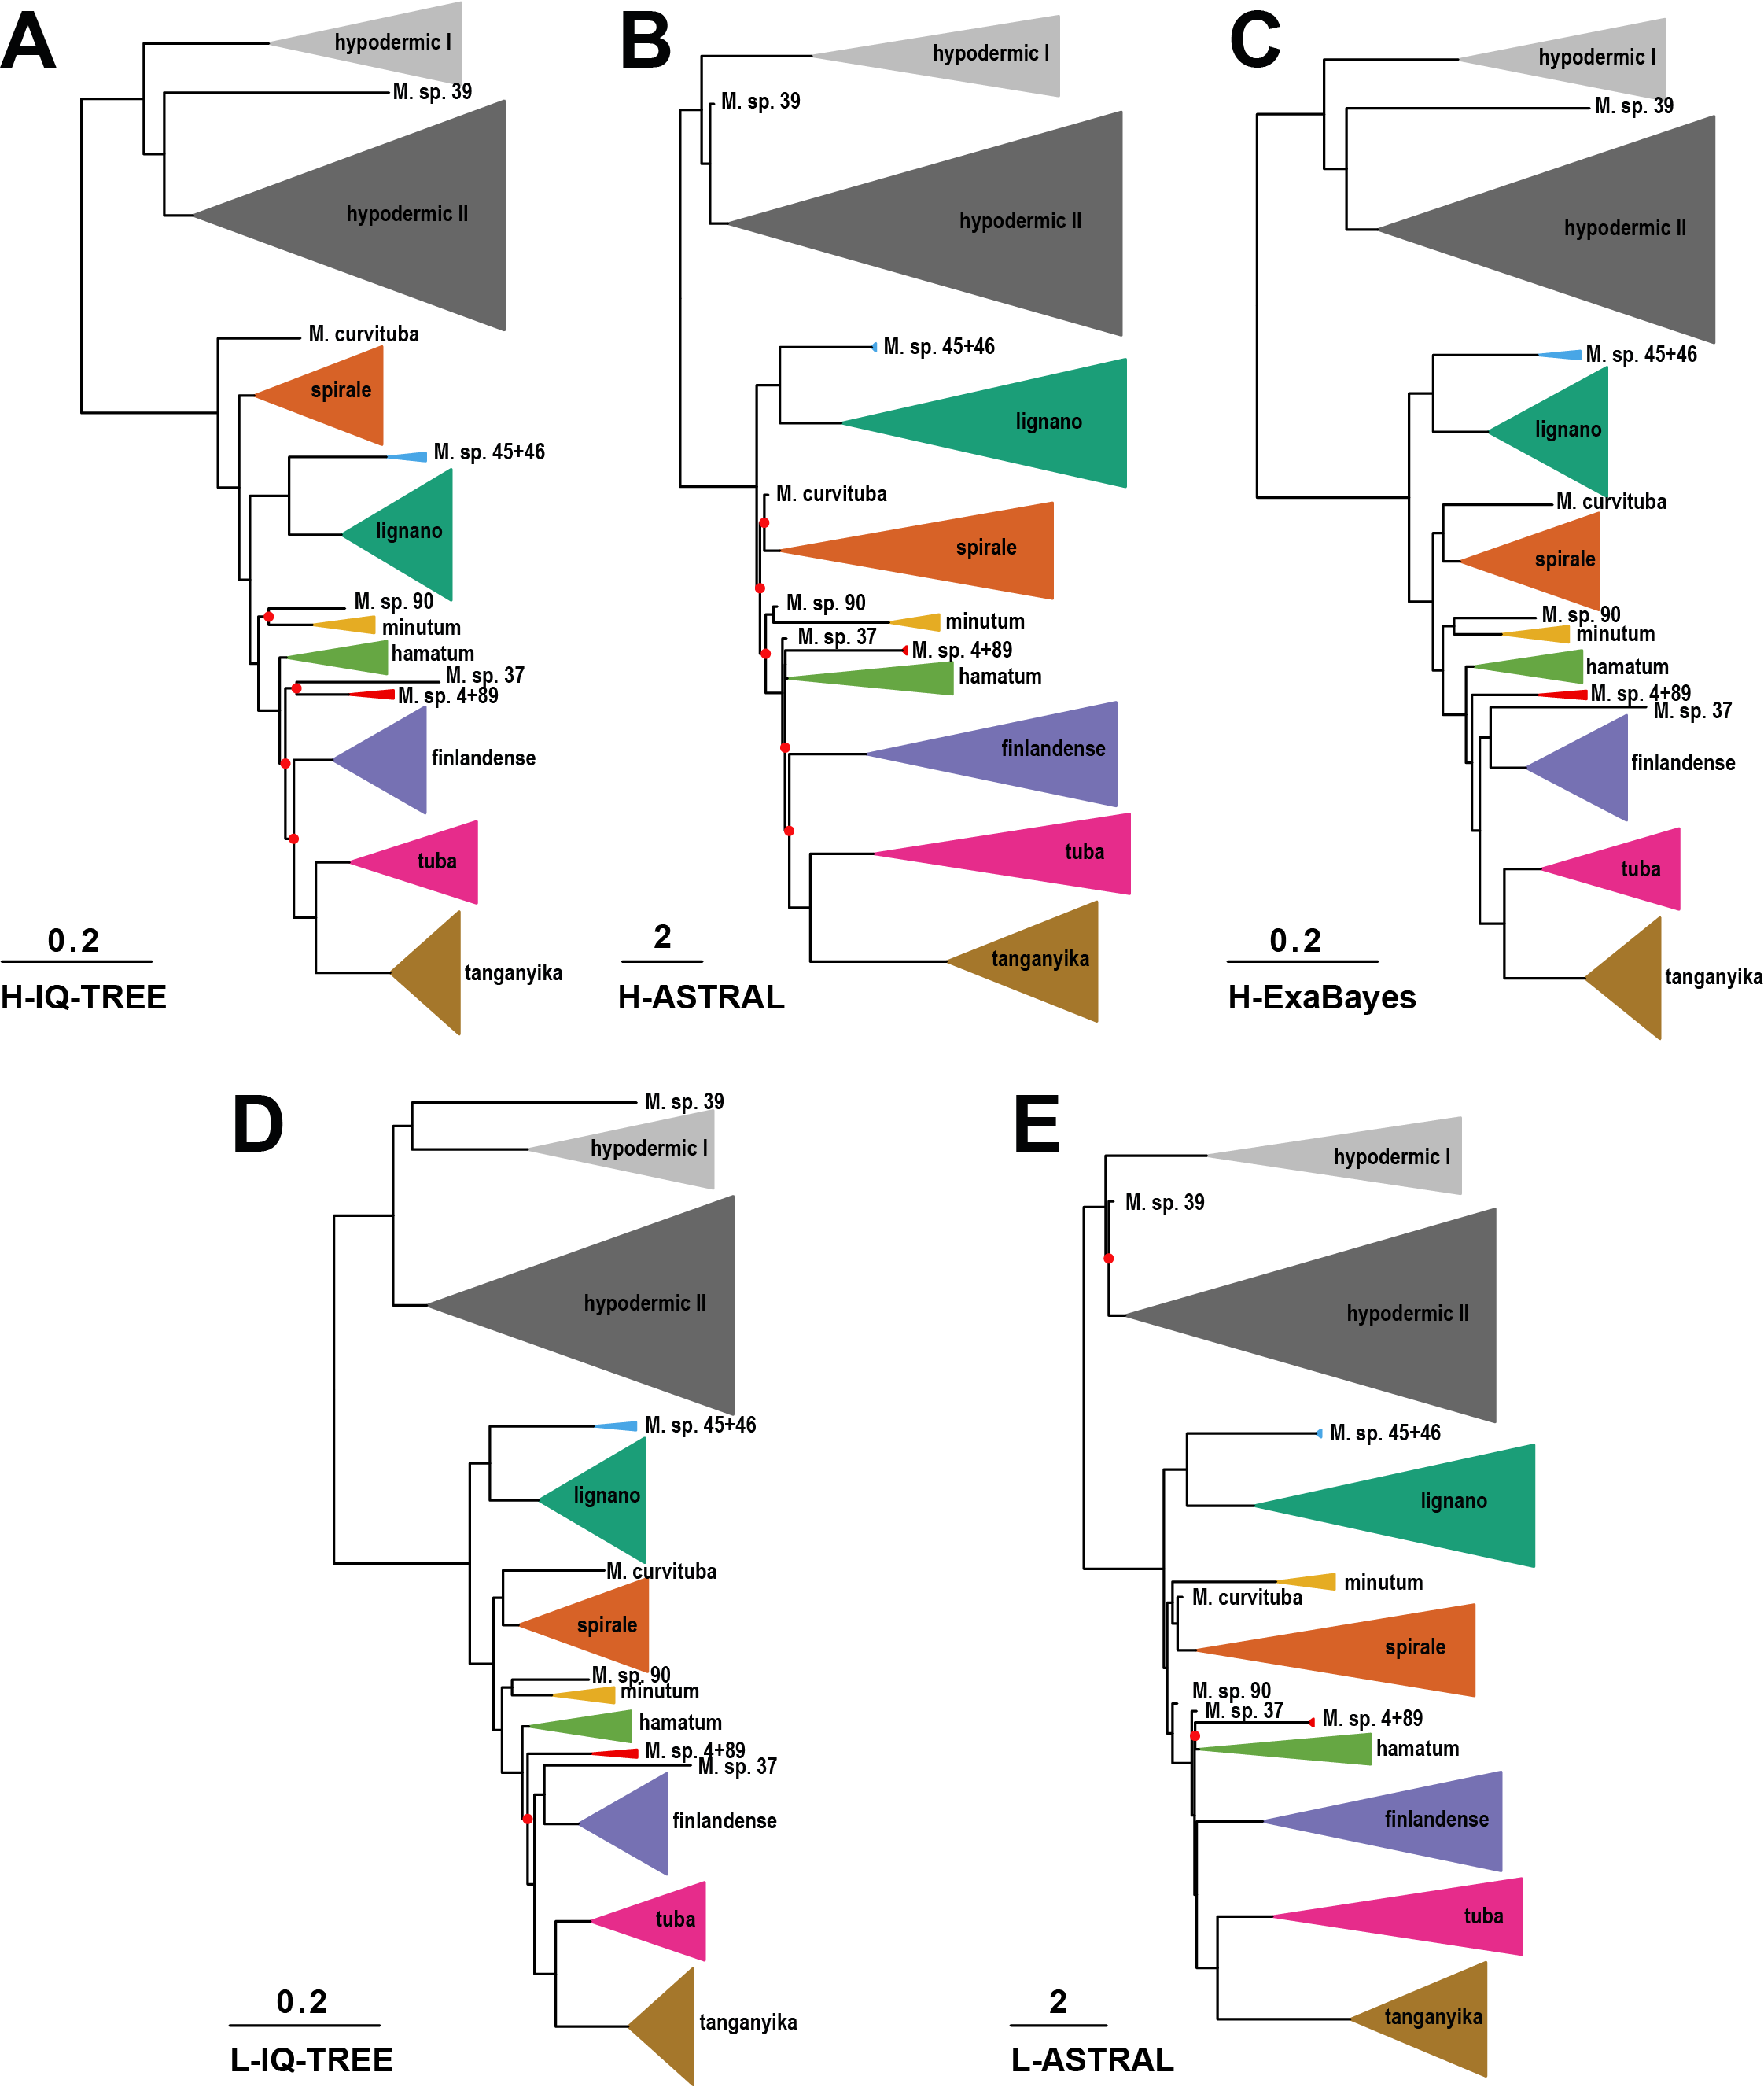 A
hypodermic I
M. sp. 39
hypodermic II
M. curvituba
spirale
M. sp. 45+46
lignano
M. sp. 90
minutum
hamatum
M. sp. 37
M. sp. 4+89
finlandense
tuba
tanganyika
0.2
H-IQ-TREE
B
hypodermic I
M. sp. 39
hypodermic II
M. sp. 45+46
lignano
M. curvituba
spirale
M. sp. 90
minutum
M. sp. 37
M. sp. 4+89
hamatum
finlandense
tuba
tanganyika
2
H-ASTRAL
C
hypodermic I
M. sp. 39
hypodermic II
M. sp. 45+46
lignano
M. curvituba
spirale
M. sp. 90
minutum
hamatum
M. sp. 4+89
M. sp. 37
finlandense
tuba
tanganyika
0.2
H-ExaBayes
D
M. sp. 39
hypodermic I
hypodermic II
M. sp. 45+46
lignano
M. curvituba
spirale
M. sp. 90
minutum
hamatum
M. sp. 4+89
M. sp. 37
finlandense
tuba
tanganyika
0.2
L-IQ-TREE
E
hypodermic I
M. sp. 39
hypodermic II
M. sp. 45+46
lignano
minutum
M. curvituba
spirale
M. sp. 90
M. sp. 37
M. sp. 4+89
hamatum
finlandense
tuba
tanganyika
2
L-ASTRAL